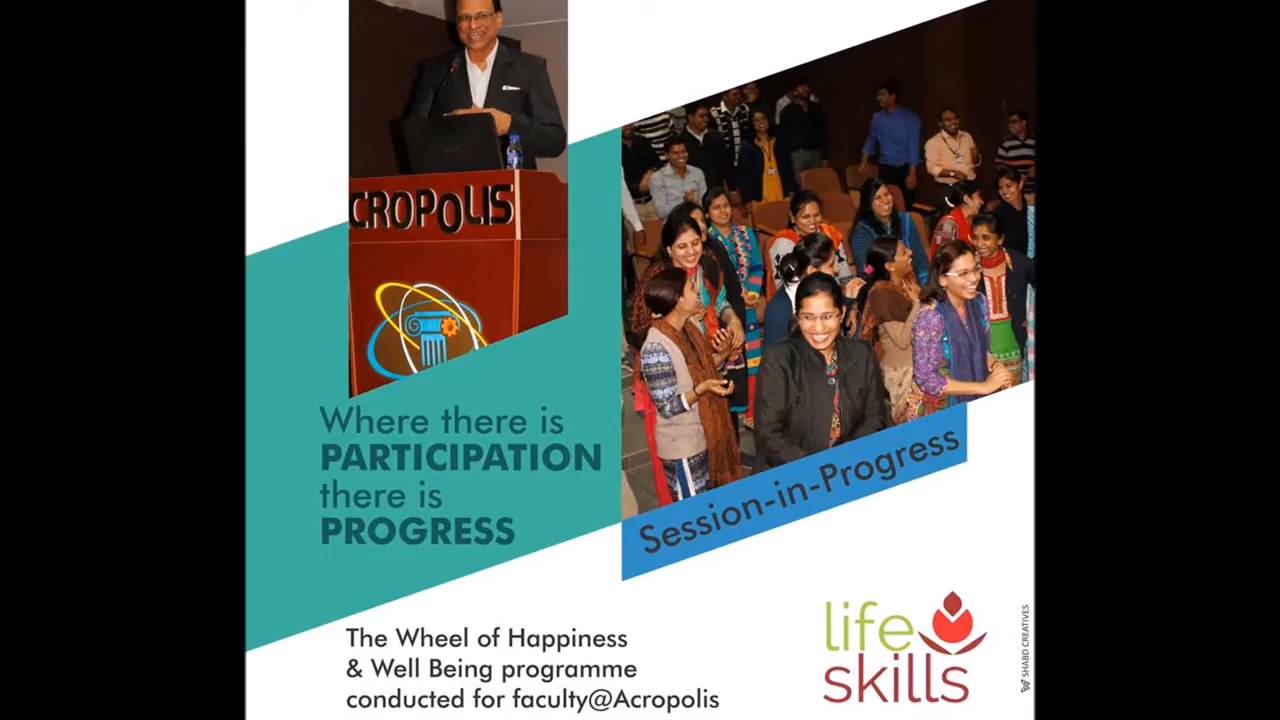 CROPOLIS
Where there is
PARTICIPATION
there is
PROGRESS
Session-in-Progress
The Wheel of Happiness
& Well Being programme
conducted for faculty@Acropolis
life
skills
SHABD CREATIVES